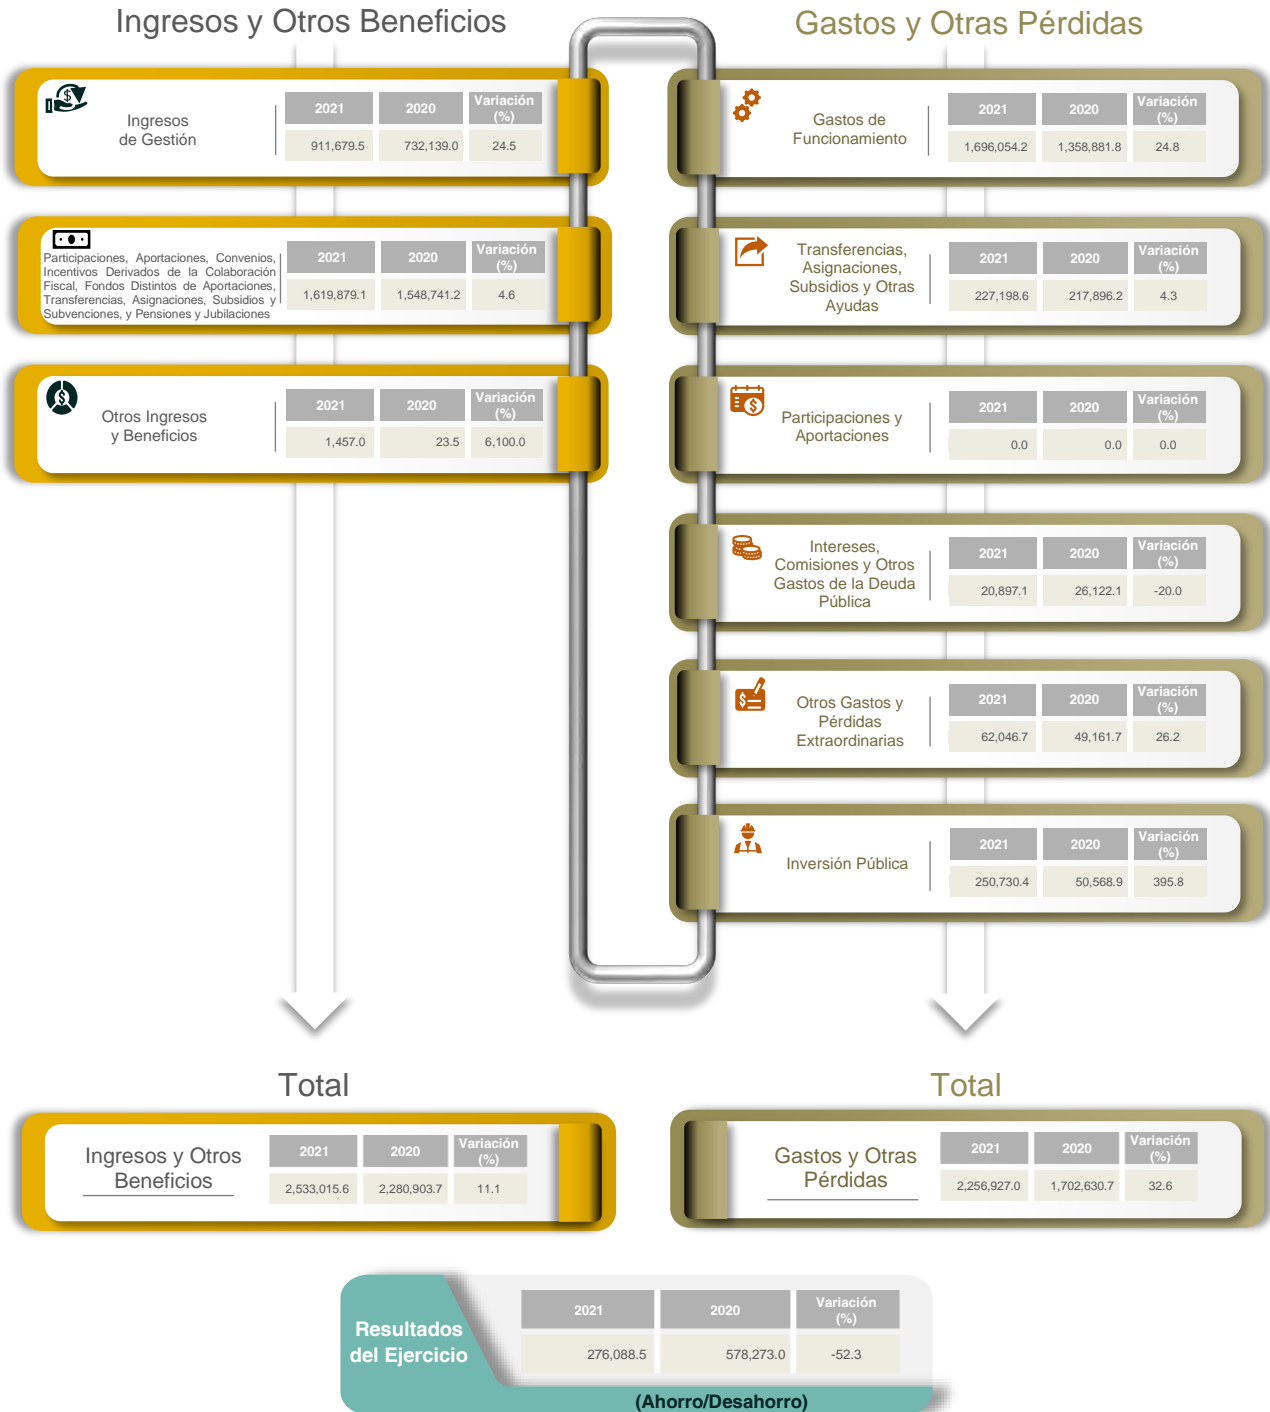 Ingresos y Otros Beneficios
2021 2020 Variación (%)
Ingresos
de Gestión
911,679.5 732,139.0 24.5
Participaciones, Aportaciones, Convenios,
Incentivos Derivados de la Colaboración
Fiscal, Fondos Distintos de Aportaciones,
Transferencias, Asignaciones, Subsidios y
Subvenciones, y Pensiones y Jubilaciones
2021 2020 Variación (%)
1,619,879.1 1,548,741.2 4.6
Otros Ingresos
y Beneficios
2021 2020 Variación (%)
1,457.0 23.5 6,100.0
Gastos y Otras Pérdidas
Gastos de
Funcionamiento
2021 2020 Variación (%)
1,696,054.2 1,358,881.8 24.8
Transferencias,
Asignaciones,
Subsidios y Otras
Ayudas
2021 2020 Variación (%)
227,198.6 217,896.2 4.3
Participaciones y
Aportaciones
2021 2020 Variación (%)
0.0 0.0 0.0
Intereses,
Comisiones y Otros
Gastos de la Deuda
Pública
2021 2020 Variación (%)
20,897.1 26,122.1 -20.0
Otros Gastos y
Pérdidas
Extraordinarias
2021 2020 Variación (%)
62,046.7 49,161.7 26.2
Inversión Pública
2021 2020 Variación (%)
250,730.4 50,568.9 395.8
Total
Ingresos y Otros
Beneficios
2021 2020 Variación (%)
2,533,015.6 2,280,903.7 11.1
Total
Gastos y Otras
Pérdidas
2021 2020 Variación (%)
2,256,927.0 1,702,630.7 32.6
Resultados
del Ejercicio
2021 2020 Variación (%)
276,088.5 578,273.0 -52.3
(Ahorro/Desahorro)